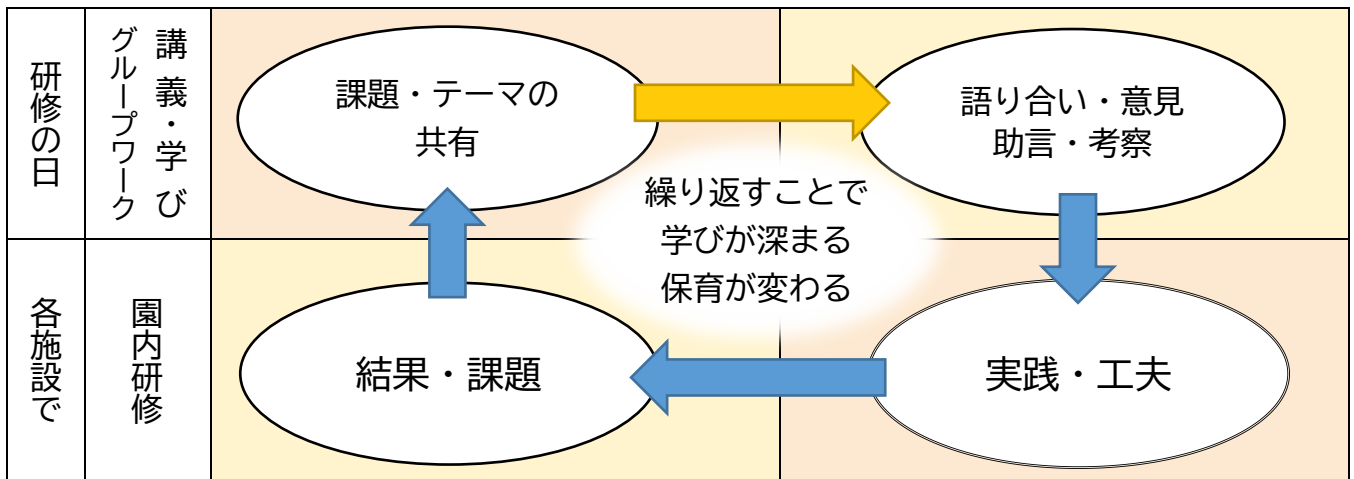 研修の日
講義・学び
グループワーク
課題・テーマの
共有
語り合い・意見
助言・考察
繰り返すことで
学びが深まる
保育が変わる
各施設で
園内研修
結果・課題
実践・工夫